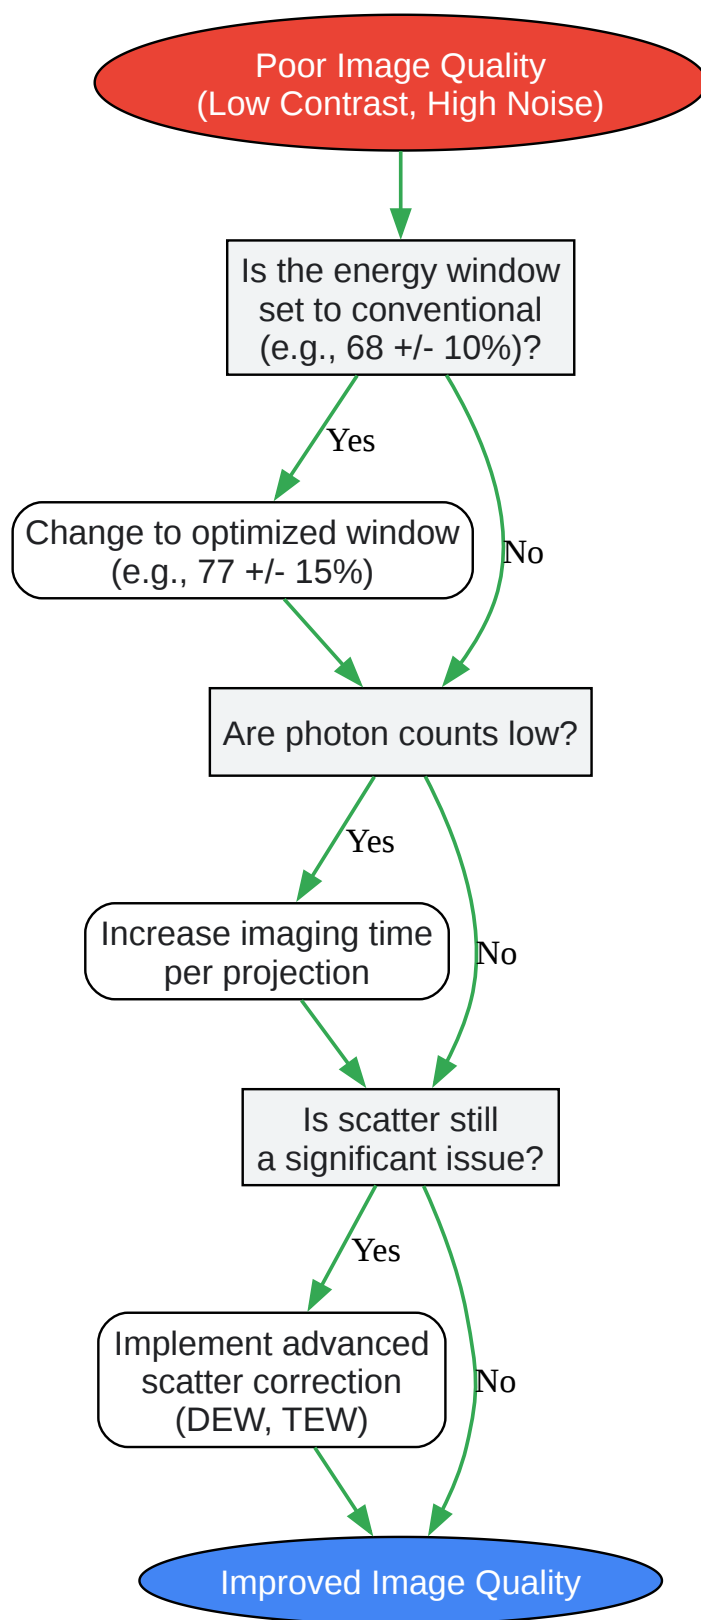 Poor Image Quality
(Low Contrast, High Noise)
Is the energy window
set to conventional
(e.g., 68 +/- 10%)?
Yes
Change to optimized window
(e.g., 77 +/- 15%)
No
Are photon counts low?
Yes
Increase imaging time
per projection
No
Is scatter still
a significant issue?
Yes
Implement advanced
scatter correction
(DEW, TEW)
No
Improved Image Quality